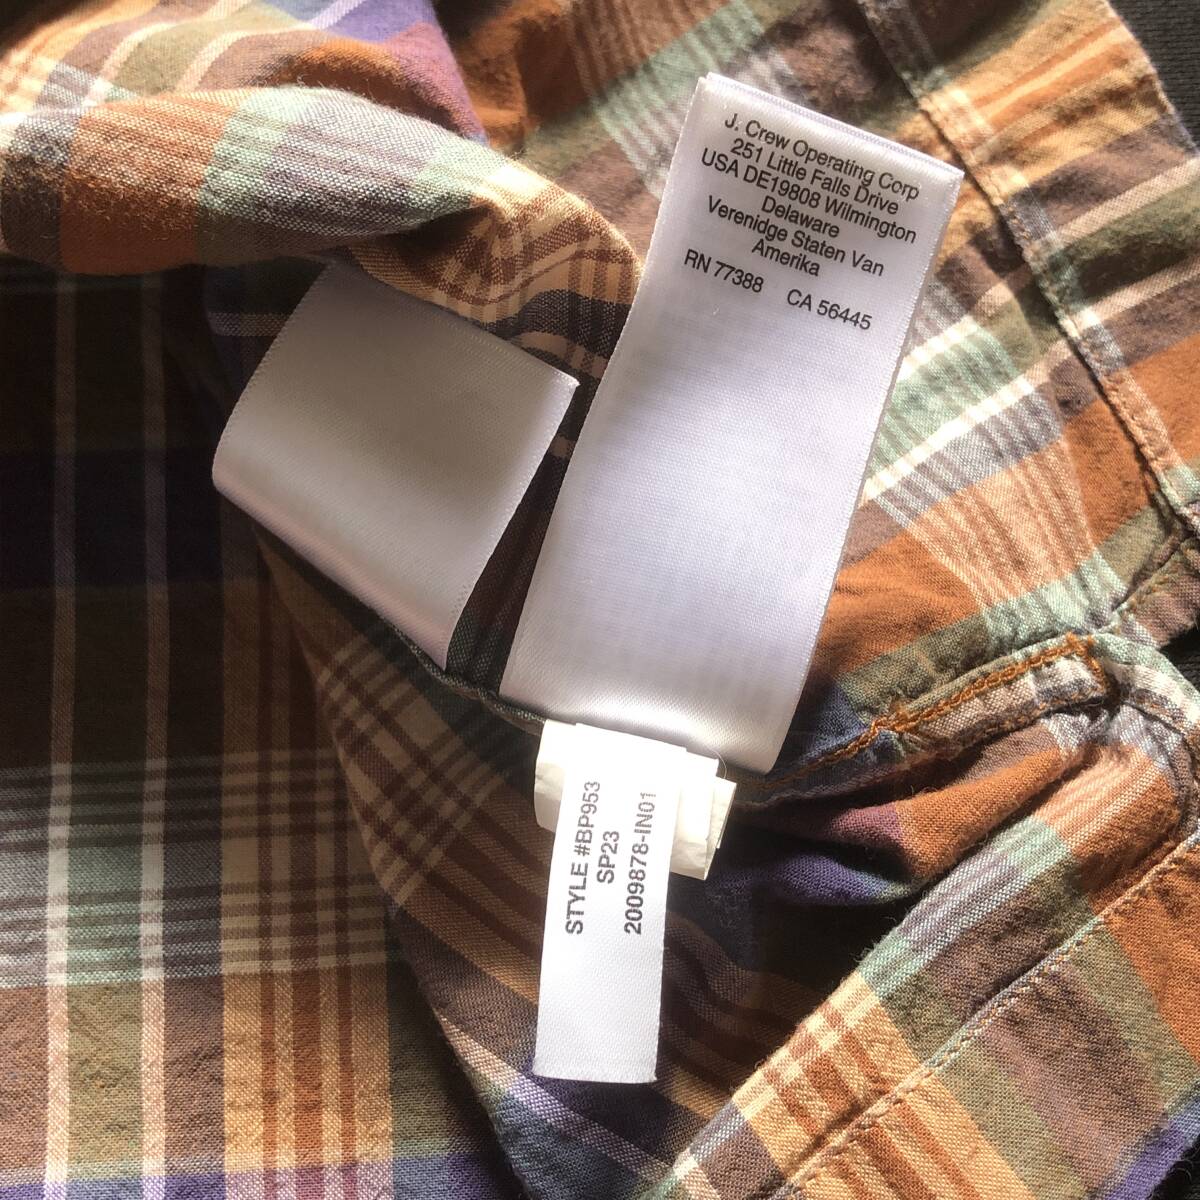 J. Crew Operating Corp
251 Little Falls Drive
USA DE19808 Wilmington
Delaware
Verenidge Staten Van
Amerika
RN 77388 CA 56445
STYLE #BP953
SP23
2009878-IN01